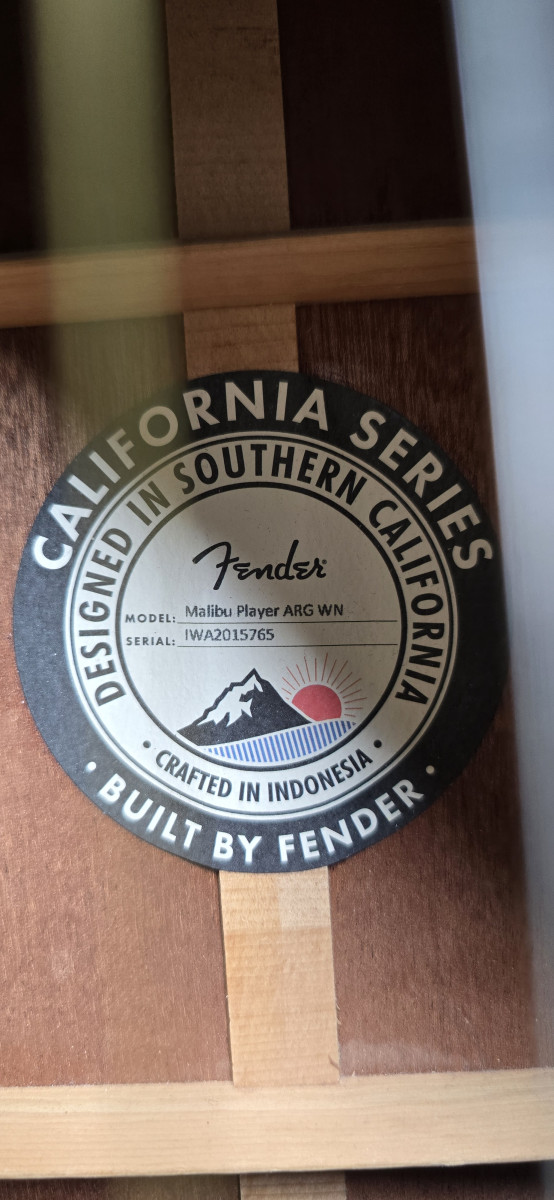 CALIFORNIA SERIES
DESIGNED IN SOUTHERN CALIFORNIA
Fender
MODEL: Malibu Player ARG WN
SERIAL: IWA2015765
• CRAFTED IN INDONESIA •
• BUILT BY FENDER •